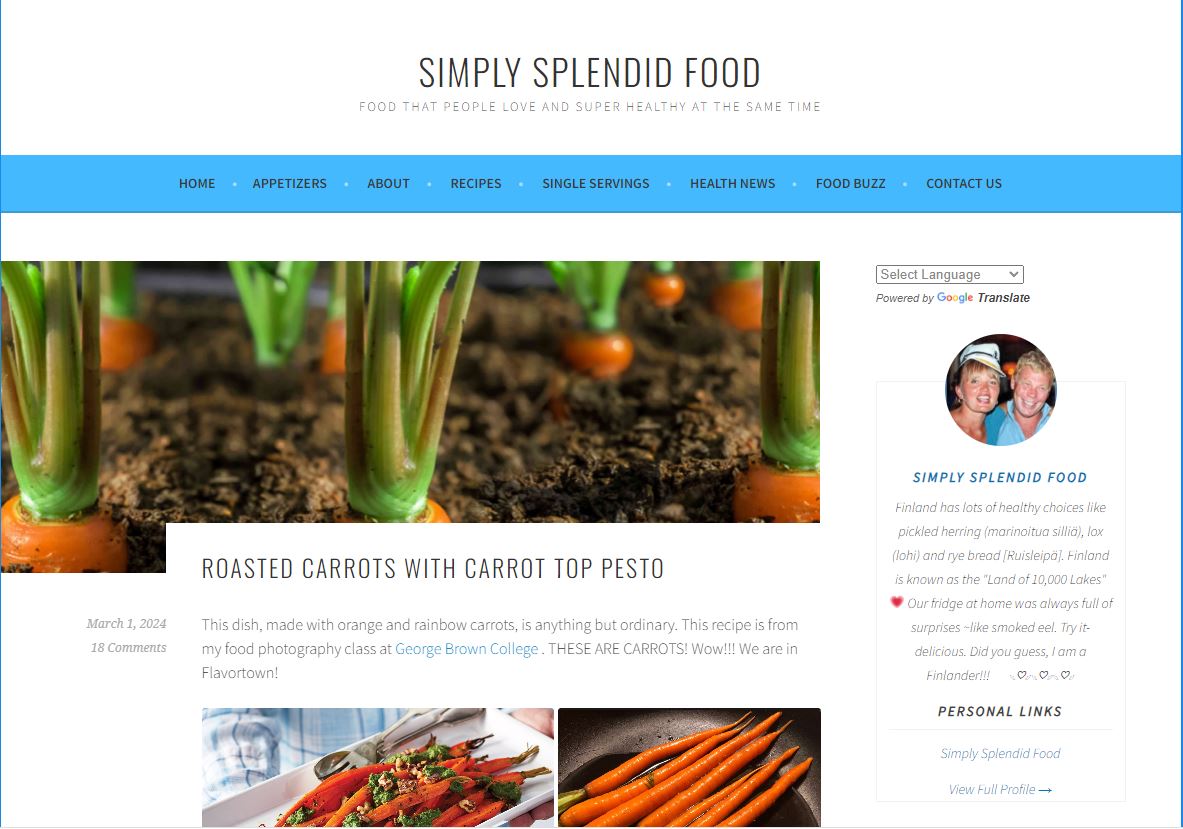 SIMPLY SPLENDID FOOD
FOOD THAT PEOPLE LOVE AND SUPER HEALTHY AT THE SAME TIME
HOME • APPETIZERS • ABOUT • RECIPES • SINGLE SERVINGS • HEALTH NEWS • FOOD BUZZ • CONTACT US
Select Language
Powered by Google Translate
ROASTED CARROTS WITH CARROT TOP PESTO
March 1, 2024
18 Comments
This dish, made with orange and rainbow carrots, is anything but ordinary. This recipe is from
my food photography class at George Brown College . THESE ARE CARROTS! Wow!!! We are in
Flavortown!
SIMPLY SPLENDID FOOD
Finland has lots of healthy choices like
pickled herring (marinoitua silliä), lox
(lohi) and rye bread [Ruisleipä]. Finland
is known as the "Land of 10,000 Lakes"
❤ Our fridge at home was always full of
surprises ~like smoked eel. Try it-
delicious. Did you guess, I am a
Finlander!!! ♡ ♡ ♡
PERSONAL LINKS
Simply Splendid Food
View Full Profile →